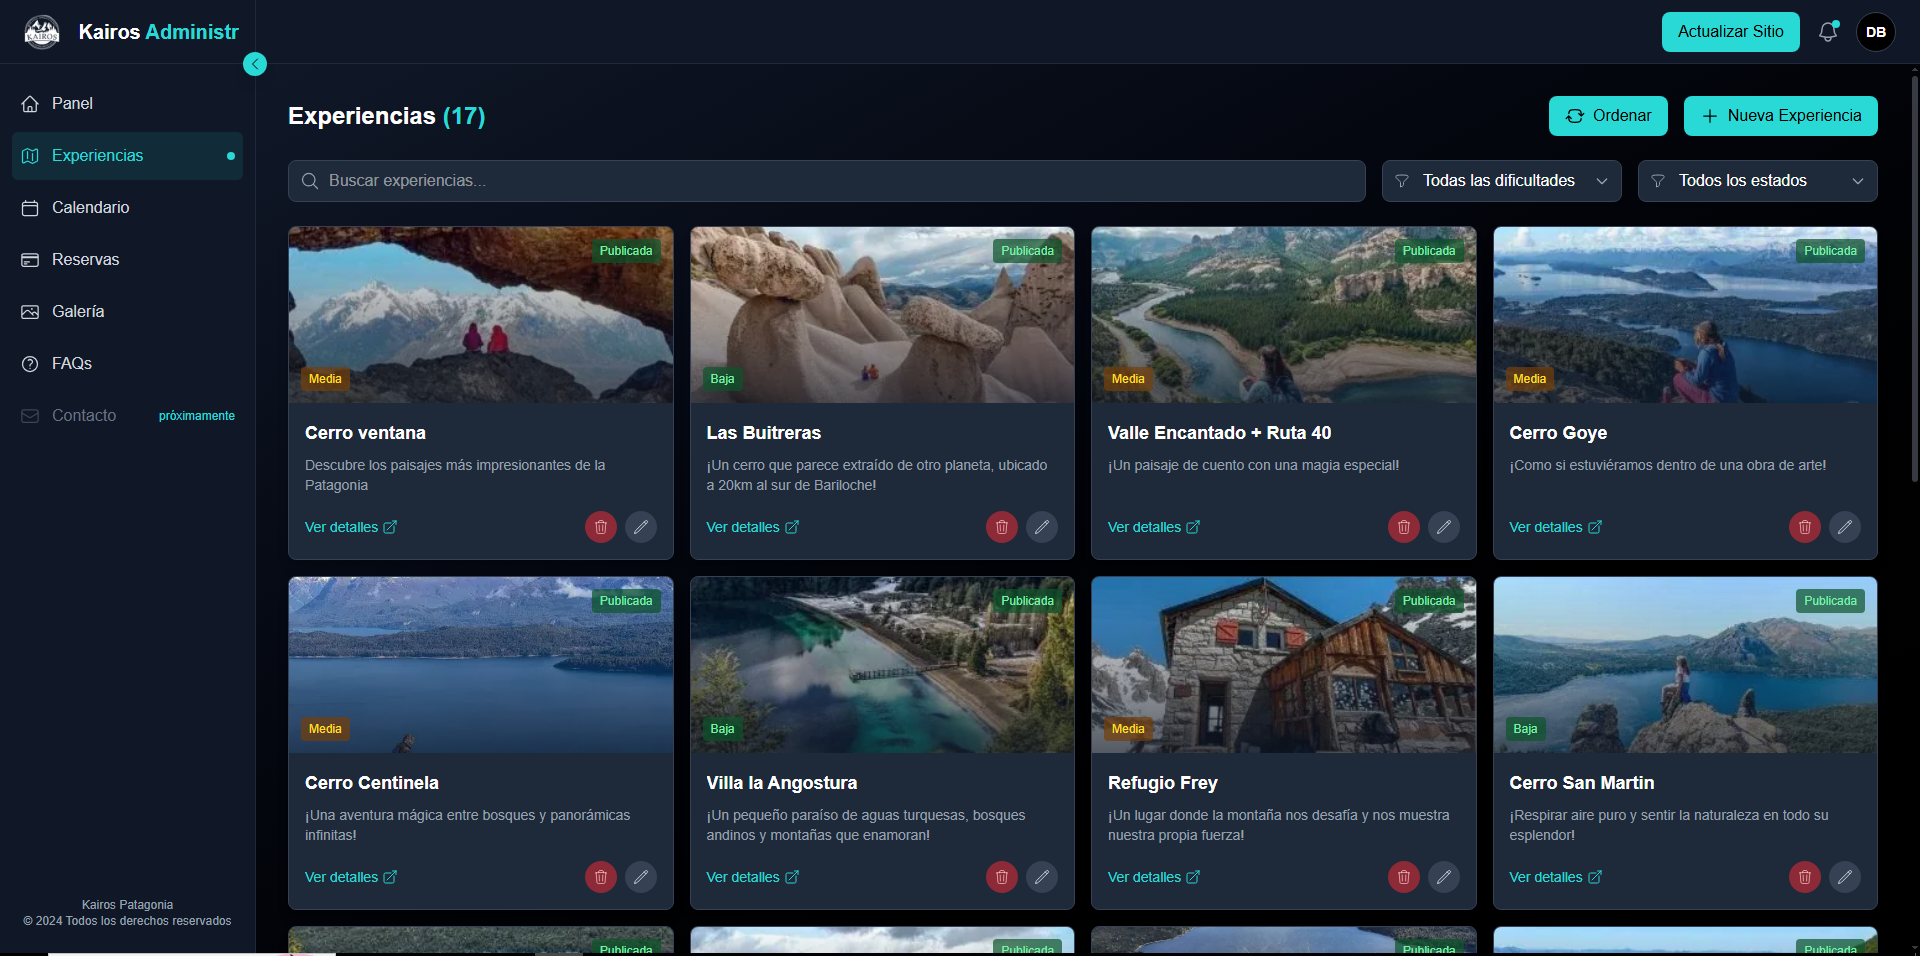 KAIROS
Kairos Administr
Actualizar Sitio
DB
Panel
Experiencias
Calendario
Reservas
Galería
FAQs
Contacto próximamente
Kairos Patagonia
© 2024 Todos los derechos reservados
Experiencias (17)
Ordenar
Nueva Experiencia
Buscar experiencias...
Todas las dificultades
Todos los estados
Publicada
Media
Cerro ventana
Descubre los paisajes más impresionantes de la
Patagonia
Ver detalles
Publicada
Baja
Las Buitreras
¡Un cerro que parece extraído de otro planeta, ubicado
a 20km al sur de Bariloche!
Ver detalles
Publicada
Media
Valle Encantado + Ruta 40
¡Un paisaje de cuento con una magia especial!
Ver detalles
Publicada
Media
Cerro Goye
¡Como si estuviéramos dentro de una obra de arte!
Ver detalles
Publicada
Media
Cerro Centinela
¡Una aventura mágica entre bosques y panorámicas
infinitas!
Ver detalles
Publicada
Baja
Villa la Angostura
¡Un pequeño paraíso de aguas turquesas, bosques
andinos y montañas que enamoran!
Ver detalles
Publicada
Media
Refugio Frey
¡Un lugar donde la montaña nos desafía y nos muestra
nuestra propia fuerza!
Ver detalles
Publicada
Baja
Cerro San Martin
¡Respirar aire puro y sentir la naturaleza en todo su
esplendor!
Ver detalles
Publicada
Publicada
Publicada
Publicada